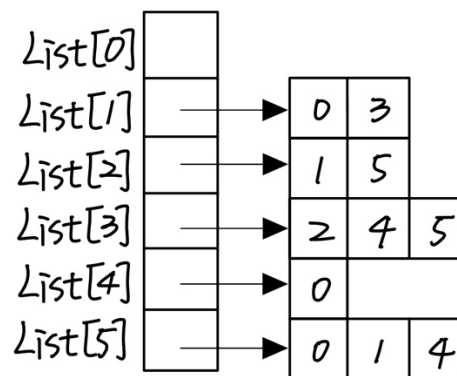 List[0]
List[1] 0 3
List[2] 1 5
List[3] 2 4 5
List[4] 0
List[5] 0 1 4